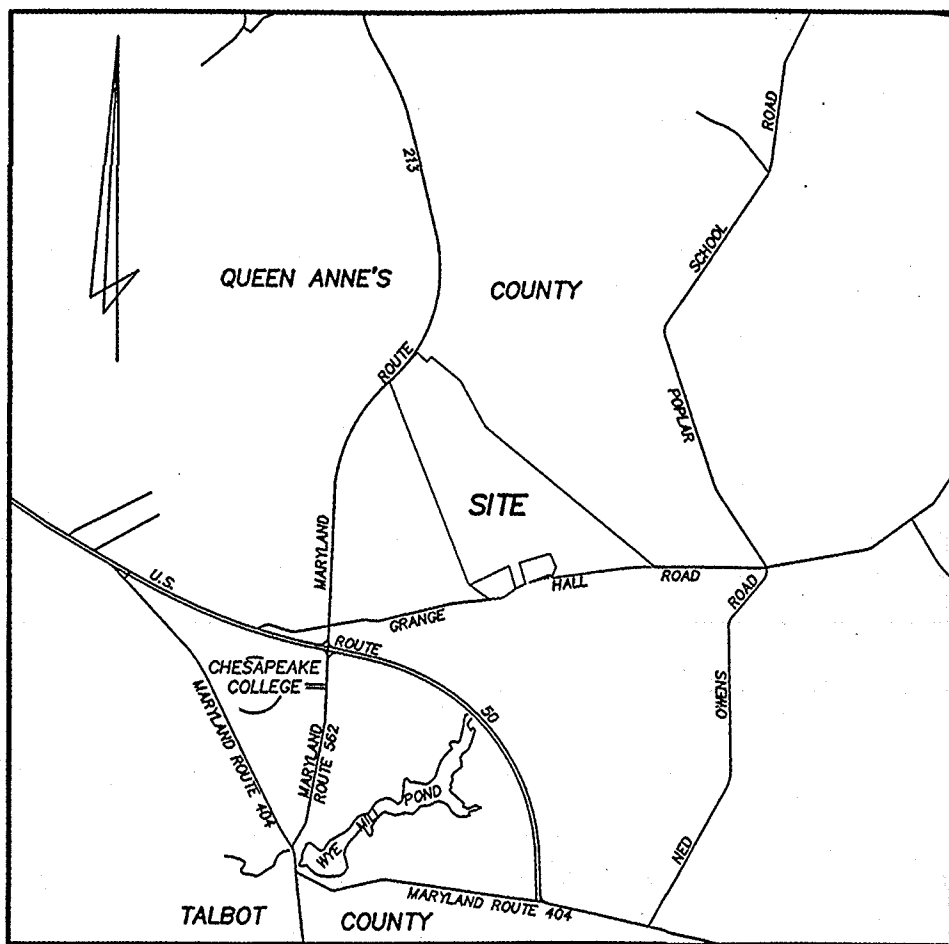 ROAD
213
SCHOOL
QUEEN ANNE'S
COUNTY
ROUTE
POPLAR
SITE
MARYLAND
U.S.
GRANGE
HALL
ROAD
ROAD
ROUTE
CHESAPEAKE
COLLEGE
MARYLAND ROUTE 404
OWENS
50
MARYLAND
ROUTE 562
WYE
MILL
POND
NED
MARYLAND ROUTE 404
TALBOT
COUNTY